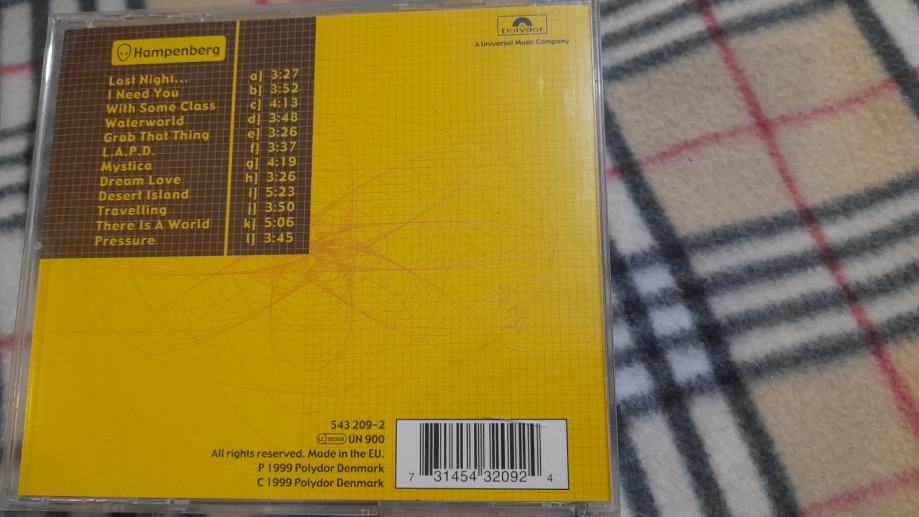 Hampenberg
Last Night... a] 3:27
I Need You b] 3:52
With Some Class c] 4:13
Waterworld d] 3:48
Grab That Thing e] 3:26
L.A.P.D. f] 3:37
Mystica g] 4:19
Dream Love h] 3:26
Desert Island i] 5:23
Travelling j] 3:50
There Is A World k] 5:06
Pressure l] 3:45
polydor
A Universal Music Company
543 209-2
LC 00309 UN 900
All rights reserved. Made in the EU.
P 1999 Polydor Denmark
C 1999 Polydor Denmark
7 31454 32092 4